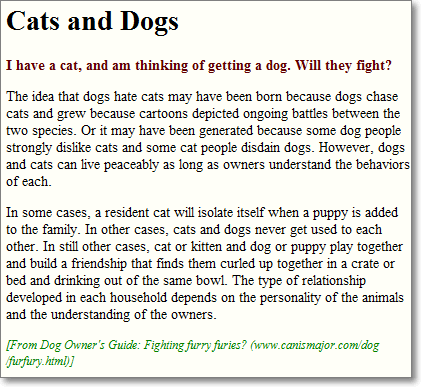 Cats and Dogs
I have a cat, and am thinking of getting a dog. Will they fight?
The idea that dogs hate cats may have been born because dogs chase
cats and grew because cartoons depicted ongoing battles between the
two species. Or it may have been generated because some dog people
strongly dislike cats and some cat people disdain dogs. However, dogs
and cats can live peaceably as long as owners understand the behaviors
of each.
In some cases, a resident cat will isolate itself when a puppy is added
to the family. In other cases, cats and dogs never get used to each
other. In still other cases, cat or kitten and dog or puppy play together
and build a friendship that finds them curled up together in a crate or
bed and drinking out of the same bowl. The type of relationship
developed in each household depends on the personality of the animals
and the understanding of the owners.
[From Dog Owner's Guide: Fighting furry furies? (www.canismajor.com/dog
/furfury.html)]